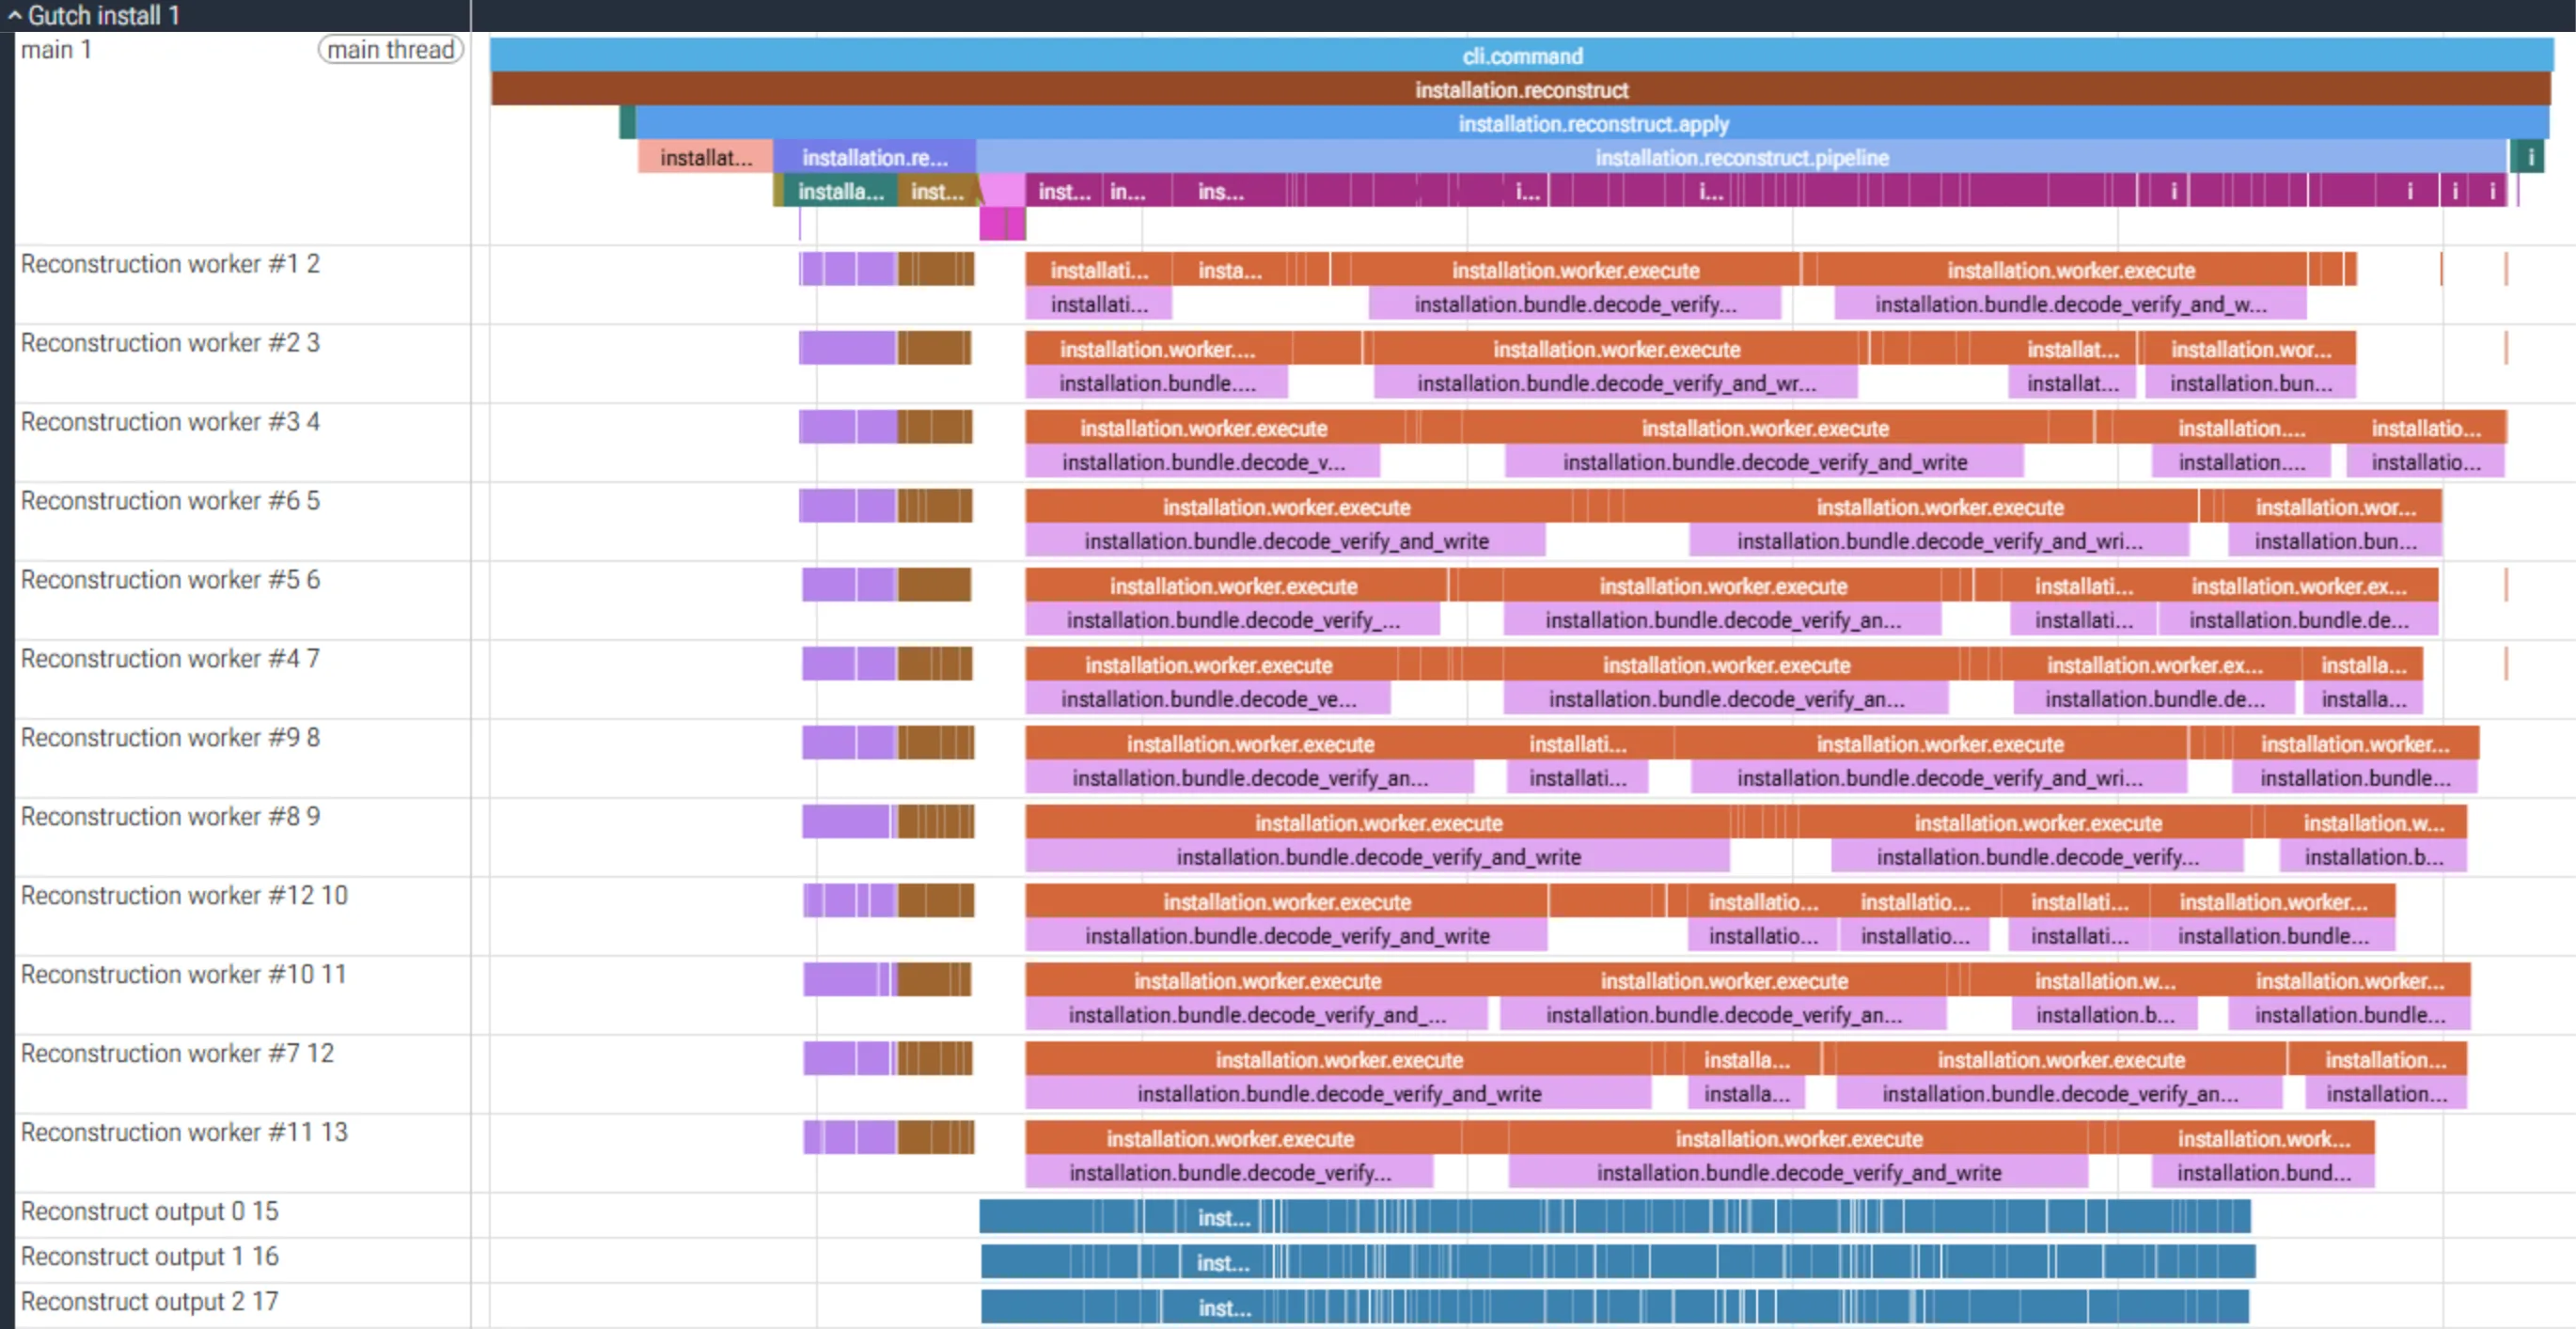 Gutch install 1
main 1 main thread
cli.command
installation.reconstruct
installation.reconstruct.apply
installat... installation.re... installation.reconstruct.pipeline i
installa... inst... inst... in... ins... i... i... i i i i
Reconstruction worker #1 2
installati... insta... installation.worker.execute installation.worker.execute
installati... installation.bundle.decode_verify... installation.bundle.decode_verify_and_w...
Reconstruction worker #2 3
installation.worker.... installation.worker.execute installat... installation.wor...
installation.bundle.... installation.bundle.decode_verify_and_wr... installat... installation.bun...
Reconstruction worker #3 4
installation.worker.execute installation.worker.execute installation.... installatio...
installation.bundle.decode_v... installation.bundle.decode_verify_and_write installation.... installatio...
Reconstruction worker #6 5
installation.worker.execute installation.worker.execute installation.wor...
installation.bundle.decode_verify_and_write installation.bundle.decode_verify_and_wri... installation.bun...
Reconstruction worker #5 6
installation.worker.execute installation.worker.execute installati... installation.worker.ex...
installation.bundle.decode_verify_... installation.bundle.decode_verify_an... installati... installation.bundle.de...
Reconstruction worker #4 7
installation.worker.execute installation.worker.execute installation.worker.ex... installa...
installation.bundle.decode_ve... installation.bundle.decode_verify_an... installation.bundle.de... installa...
Reconstruction worker #9 8
installation.worker.execute installati... installation.worker.execute installation.worker...
installation.bundle.decode_verify_an... installati... installation.bundle.decode_verify_and_wri... installation.bundle...
Reconstruction worker #8 9
installation.worker.execute installation.worker.execute installation.w...
installation.bundle.decode_verify_and_write installation.bundle.decode_verify... installation.b...
Reconstruction worker #12 10
installation.worker.execute installatio... installatio... installati... installation.worker...
installation.bundle.decode_verify_and_write installatio... installatio... installati... installation.bundle...
Reconstruction worker #10 11
installation.worker.execute installation.worker.execute installation.w... installation.worker...
installation.bundle.decode_verify_and_... installation.bundle.decode_verify_an... installation.b... installation.bundle...
Reconstruction worker #7 12
installation.worker.execute installa... installation.worker.execute installation...
installation.bundle.decode_verify_and_write installa... installation.bundle.decode_verify_an... installation...
Reconstruction worker #11 13
installation.worker.execute installation.worker.execute installation.work...
installation.bundle.decode_verify... installation.bundle.decode_verify_and_write installation.bund...
Reconstruct output 0 15 inst...
Reconstruct output 1 16 inst...
Reconstruct output 2 17 inst...